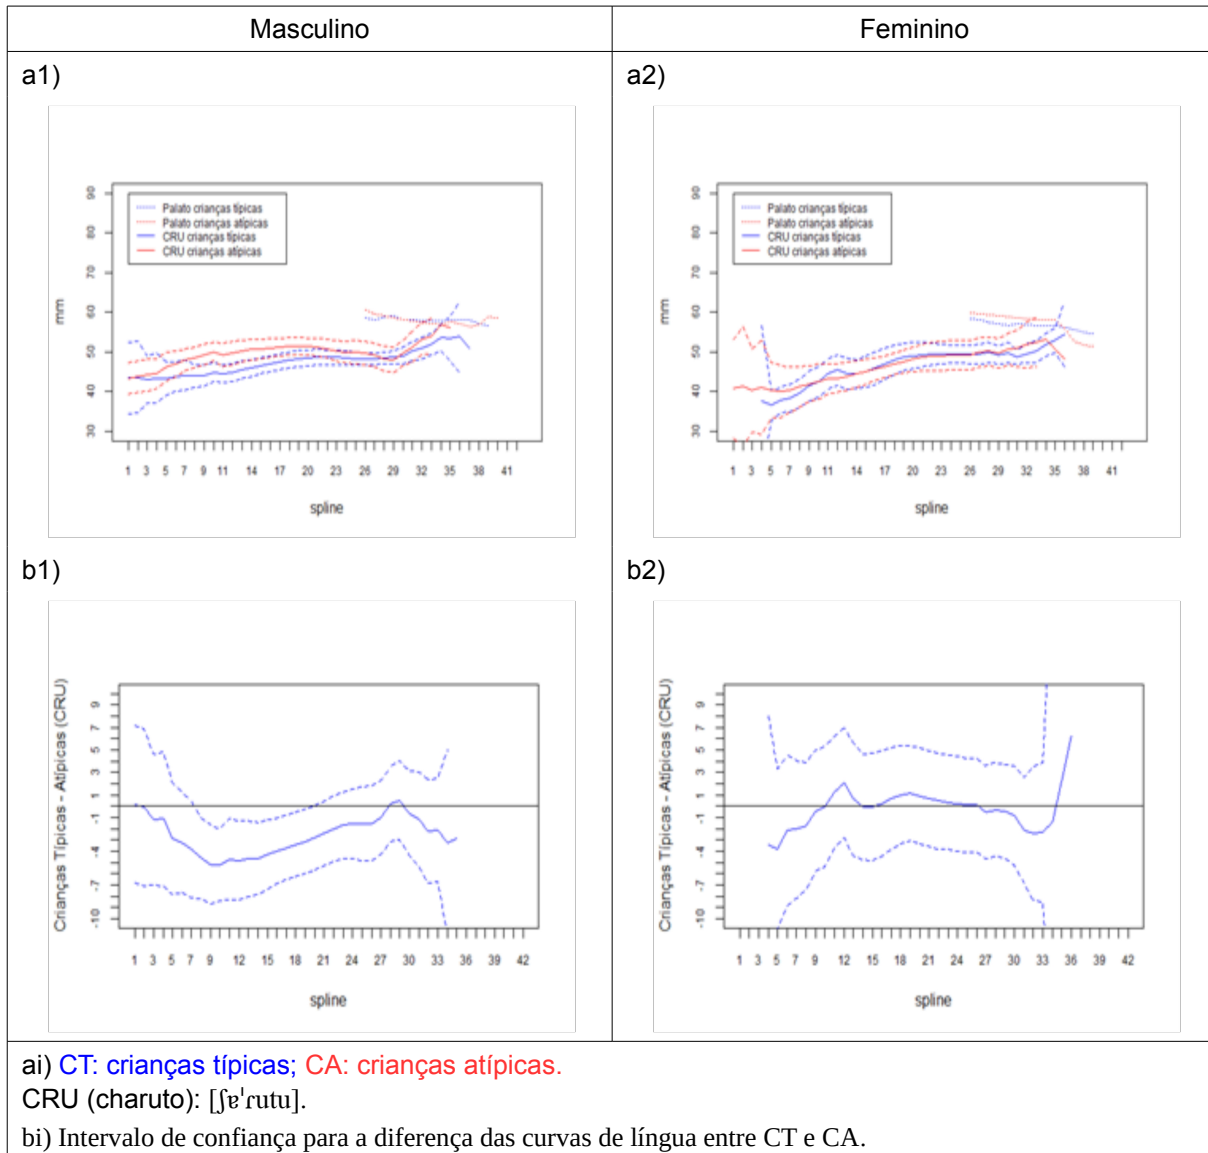 Masculino
Feminino
a1)
a2)
Palato crianças típicas
Palato crianças atípicas
CRU crianças típicas
CRU crianças atípicas
90
80
70
60
50
40
30
mm
1 3 5 7 9 11 14 17 20 23 26 29 32 35 38 41
spline
Palato crianças típicas
Palato crianças atípicas
CRU crianças típicas
CRU crianças atípicas
90
80
70
60
50
40
30
mm
1 3 5 7 9 11 14 17 20 23 26 29 32 35 38 41
spline
b1)
b2)
Crianças Típicas - Atípicas (CRU)
9
7
5
3
1
-1
-4
-7
-10
1 3 5 7 9 12 15 18 21 24 27 30 33 36 39 42
spline
Crianças Típicas - Atípicas (CRU)
9
7
5
3
1
-1
-4
-7
-10
1 3 5 7 9 12 15 18 21 24 27 30 33 36 39 42
spline
ai) CT: crianças típicas; CA: crianças atípicas.
CRU (charuto): [ʃɐˈɾutu].
bi) Intervalo de confiança para a diferença das curvas de língua entre CT e CA.